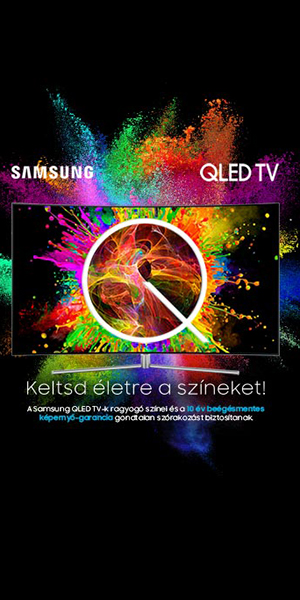 SAMSUNG
QLED TV
Keltsd életre a színeket!
A Samsung QLED TV-k ragyogó színei és a 10 év beégésmentes
képernyő-garancia gondtalan szórakozást biztosítanak.